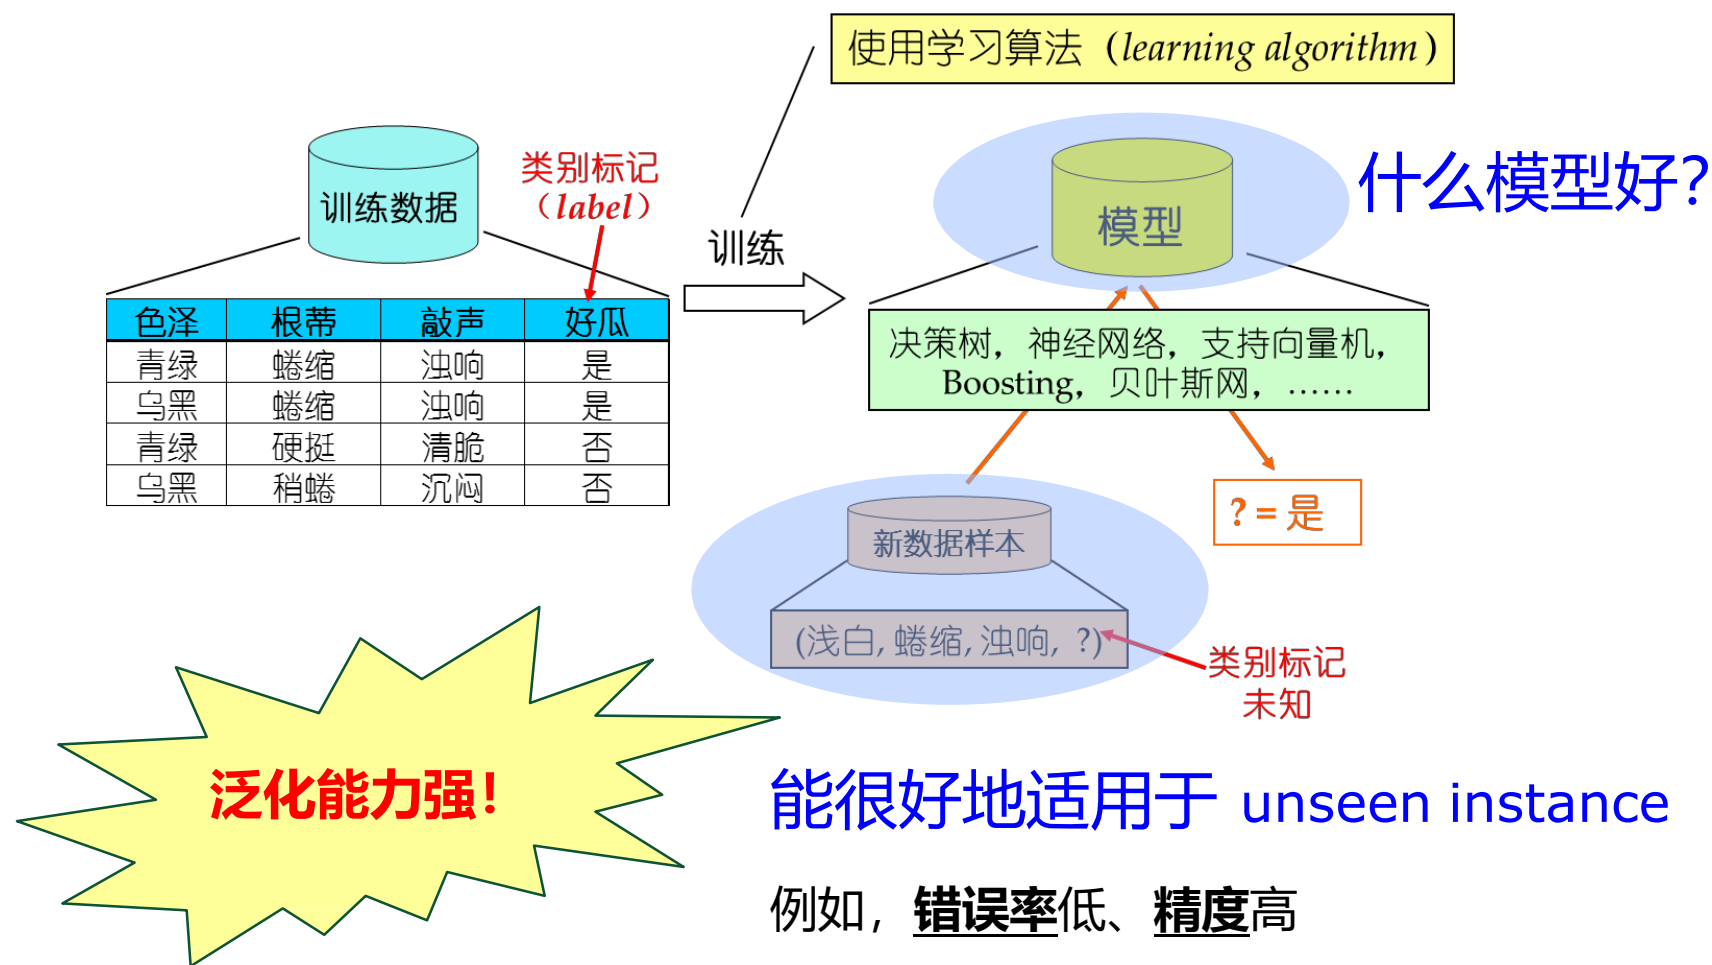 使用学习算法（learning algorithm）
训练数据
类别标记
（label）
训练
模型
什么模型好?
色泽 根蒂 敲声 好瓜
青绿 蜷缩 浊响 是
乌黑 蜷缩 浊响 是
青绿 硬挺 清脆 否
乌黑 稍蜷 沉闷 否
决策树，神经网络，支持向量机，
Boosting，贝叶斯网，……
? = 是
新数据样本
(浅白, 蜷缩, 浊响, ?)
类别标记
未知
泛化能力强!
能很好地适用于 unseen instance
例如，错误率低、精度高